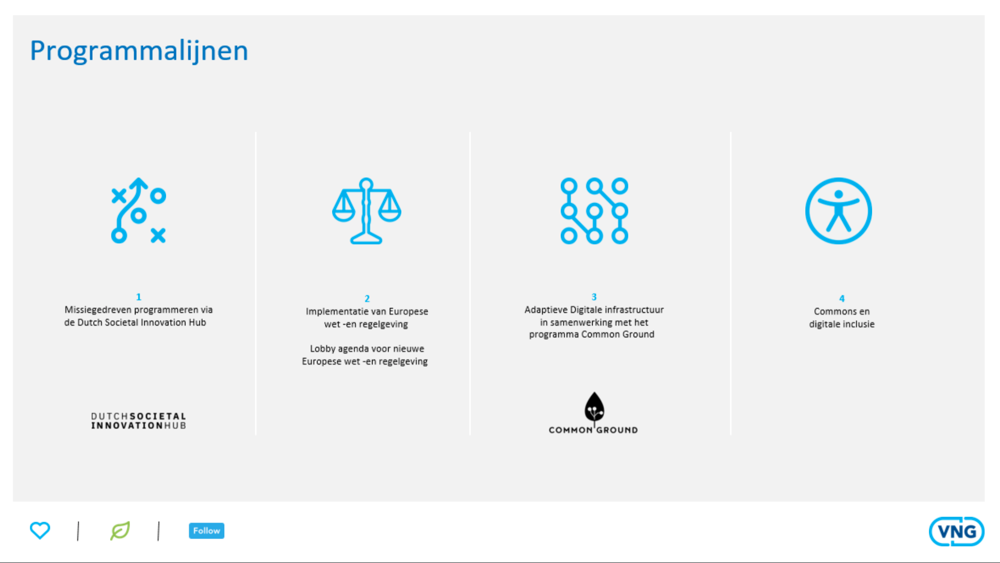 Programmalijnen
1
Missiegedreven programmeren via
de Dutch Societal Innovation Hub
DUTCHSOCIETAL
INNOVATIONHUB
2
Implementatie van Europese
wet -en regelgeving
Lobby agenda voor nieuwe
Europese wet -en regelgeving
3
Adaptieve Digitale infrastructuur
in samenwerking met het
programma Common Ground
COMMON GROUND
4
Commons en
digitale inclusie
Follow
VNG